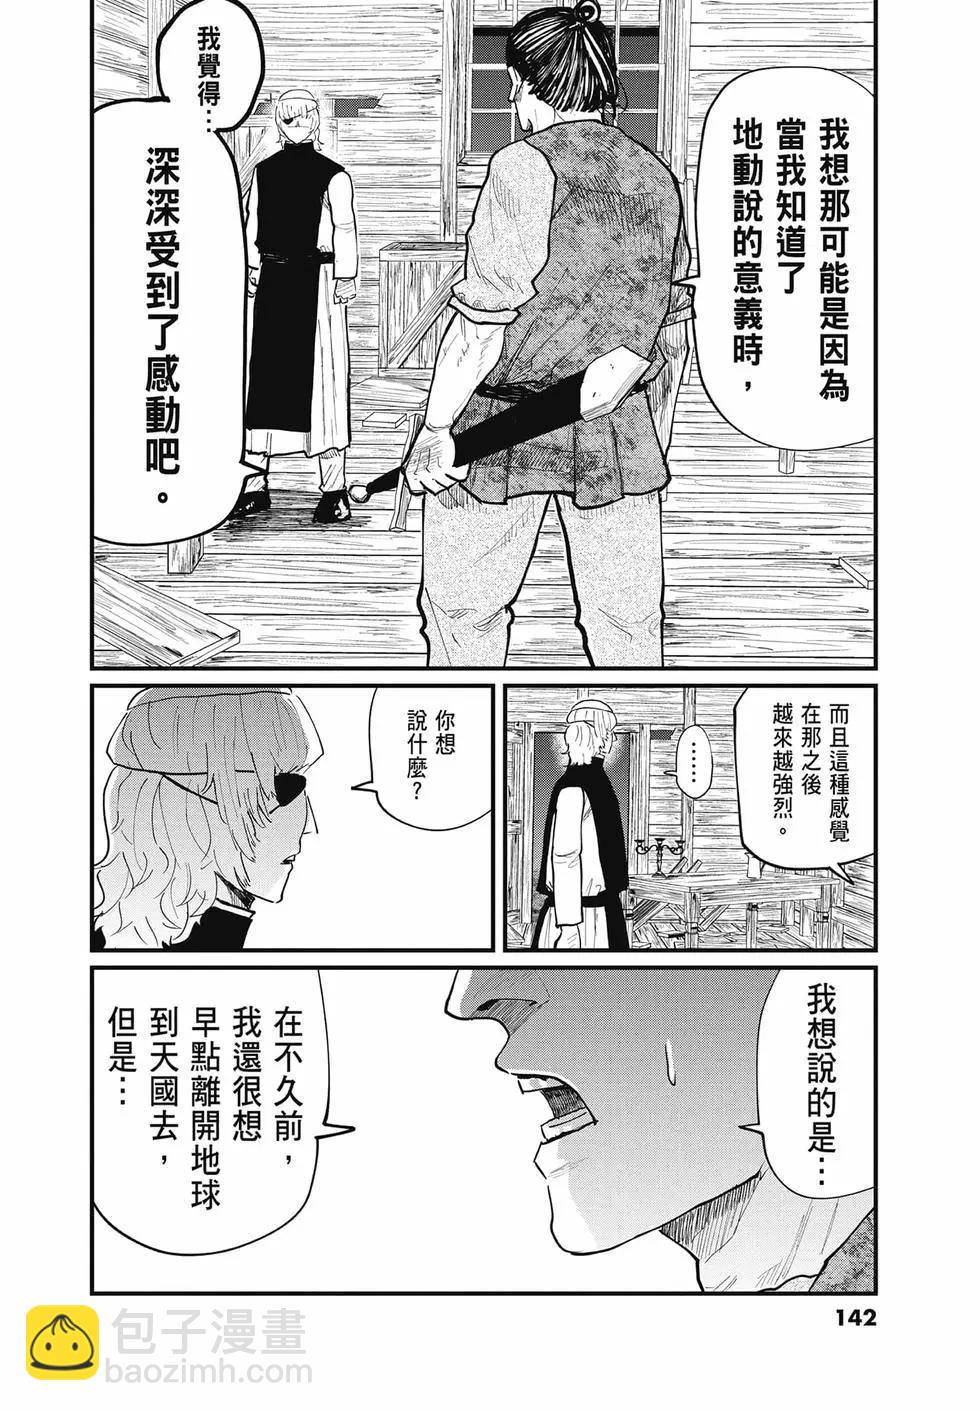 我想那可能是因為
當我知道了
地動說的意義時，
我覺得…
深深受到了感動吧。
而且這種感覺
在那之後
越來越強烈。
……
你想
說什麼？
我想說的是…
在不久前，
我還很想
早點離開地球
到天國去，
但是…
142
包子漫畫
baozimh.com